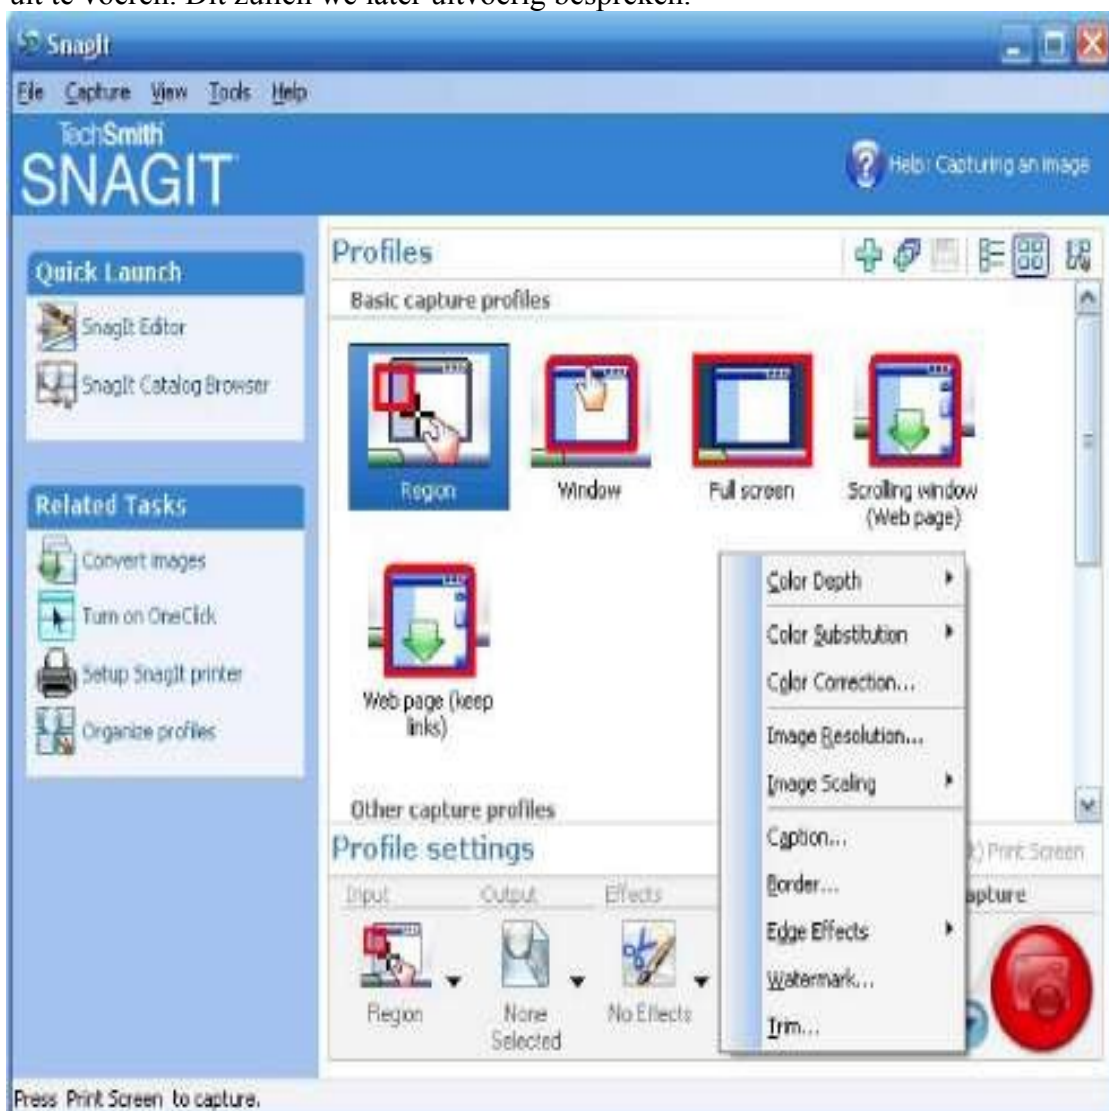 uit te voeren. Dit zullen we later uitvoerig bespreken.
SnagIt
File Capture View Tools Help
TechSmith
SNAGIT
Help: Capturing an image
Quick Launch
SnagIt Editor
SnagIt Catalog Browser
Related Tasks
Convert images
Turn on OneClick
Setup SnagIt printer
Organize profiles
Profiles
Basic capture profiles
Region
Window
Full screen
Scrolling window
(Web page)
Web page (keep
links)
Other capture profiles
Profile settings
Print Screen
Input
Output
Effects
Region
None
Selected
No Effects
Color Depth
Color Substitution
Color Correction...
Image Resolution...
Image Scaling
Caption...
Border...
Edge Effects
Watermark...
Trim...
Press Print Screen to capture.